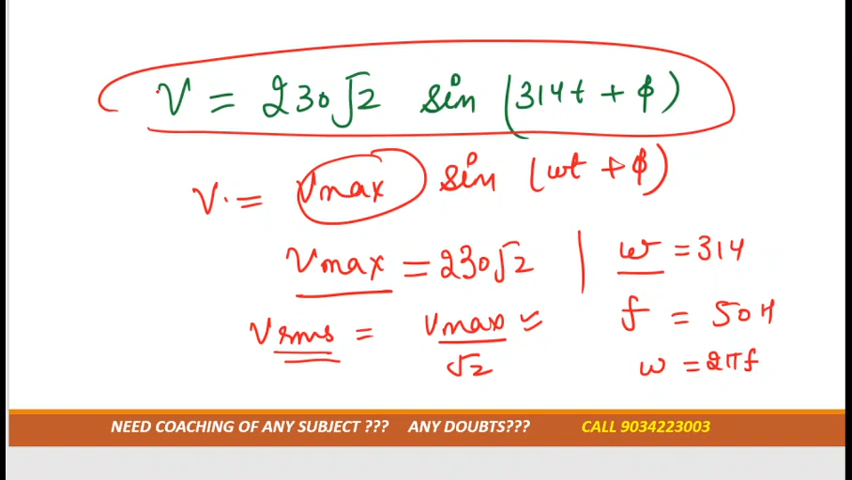 V = 230√2 sin (314t + φ)
V = Vmax sin (wt + φ)
Vmax = 230√2 | w = 314
Vrms = Vmax/√2 f = 50H
w = 2πf
NEED COACHING OF ANY SUBJECT ??? ANY DOUBTS??? CALL 9034223003